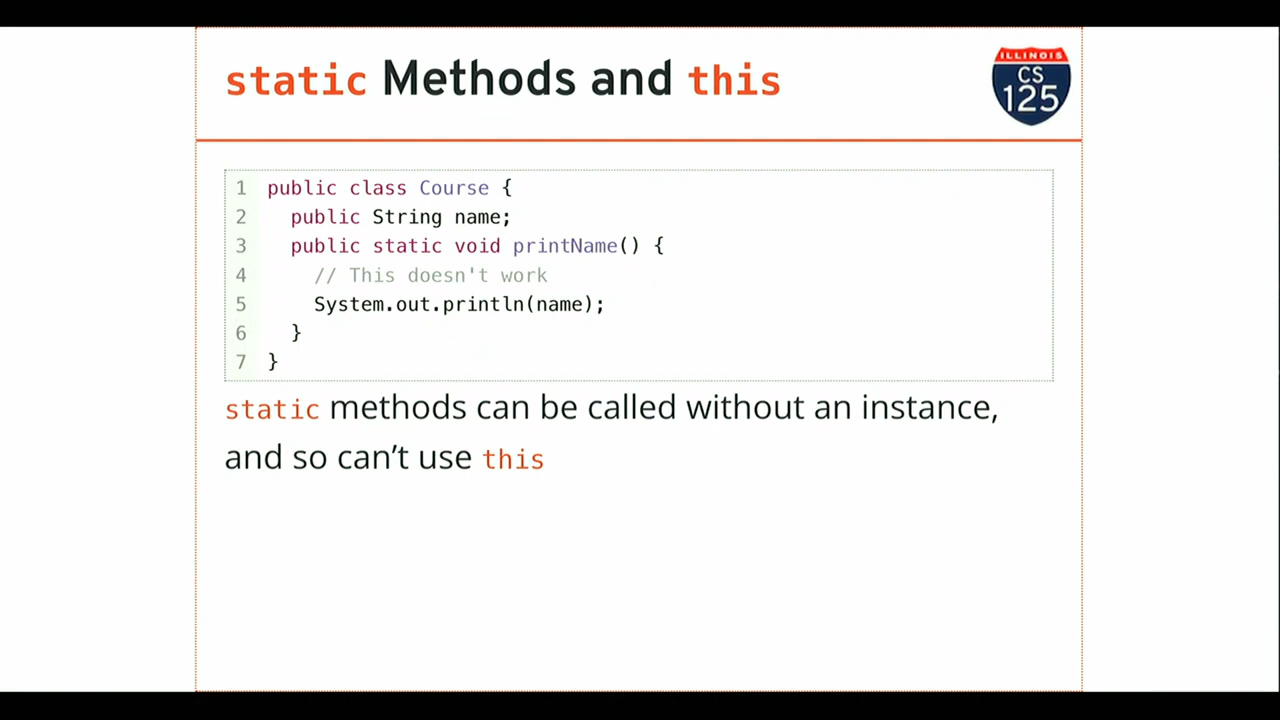 static Methods and this
ILLINOIS
CS
125
1 public class Course {
2   public String name;
3   public static void printName() {
4     // This doesn't work
5     System.out.println(name);
6   }
7 }
static methods can be called without an instance,
and so can’t use this